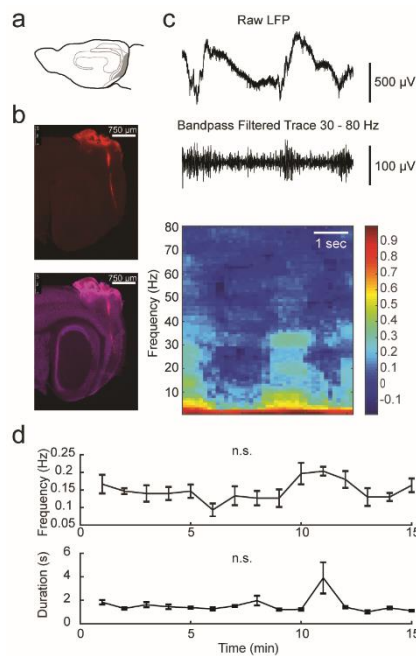 a
b
750 µm
750 µm
c
Raw LFP
500 µV
Bandpass Filtered Trace 30 - 80 Hz
100 µV
Frequency (Hz)
80
70
60
50
40
30
20
10
1 sec
0.9
0.8
0.7
0.6
0.5
0.4
0.3
0.2
0.1
0
-0.1
d
n.s.
Frequency (Hz)
0.25
0.2
0.15
0.1
0.05
0
5
10
15
n.s.
Duration (s)
6
4
2
0
0
5
10
15
Time (min)